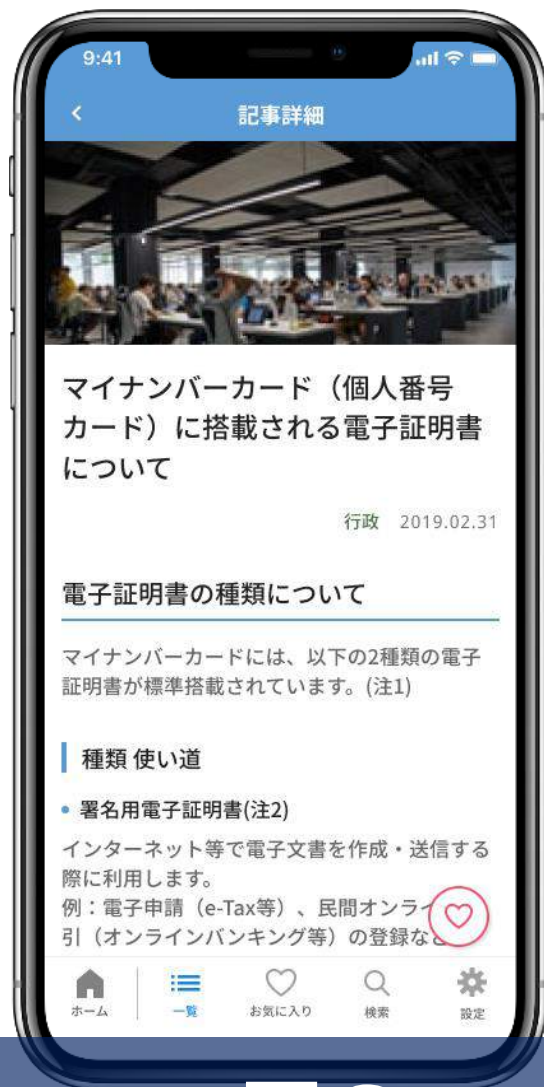 9:41
記事詳細
マイナンバーカード（個人番号
カード）に搭載される電子証明書
について
行政 2019.02.31
電子証明書の種類について
マイナンバーカードには、以下の2種類の電子
証明書が標準搭載されています。(注1)
種類 使い道
• 署名用電子証明書(注2)
インターネット等で電子文書を作成・送信する
際に利用します。
例：電子申請（e-Tax等）、民間オンライ
引（オンラインバンキング等）の登録など
ホーム 一覧 お気に入り 検索 設定